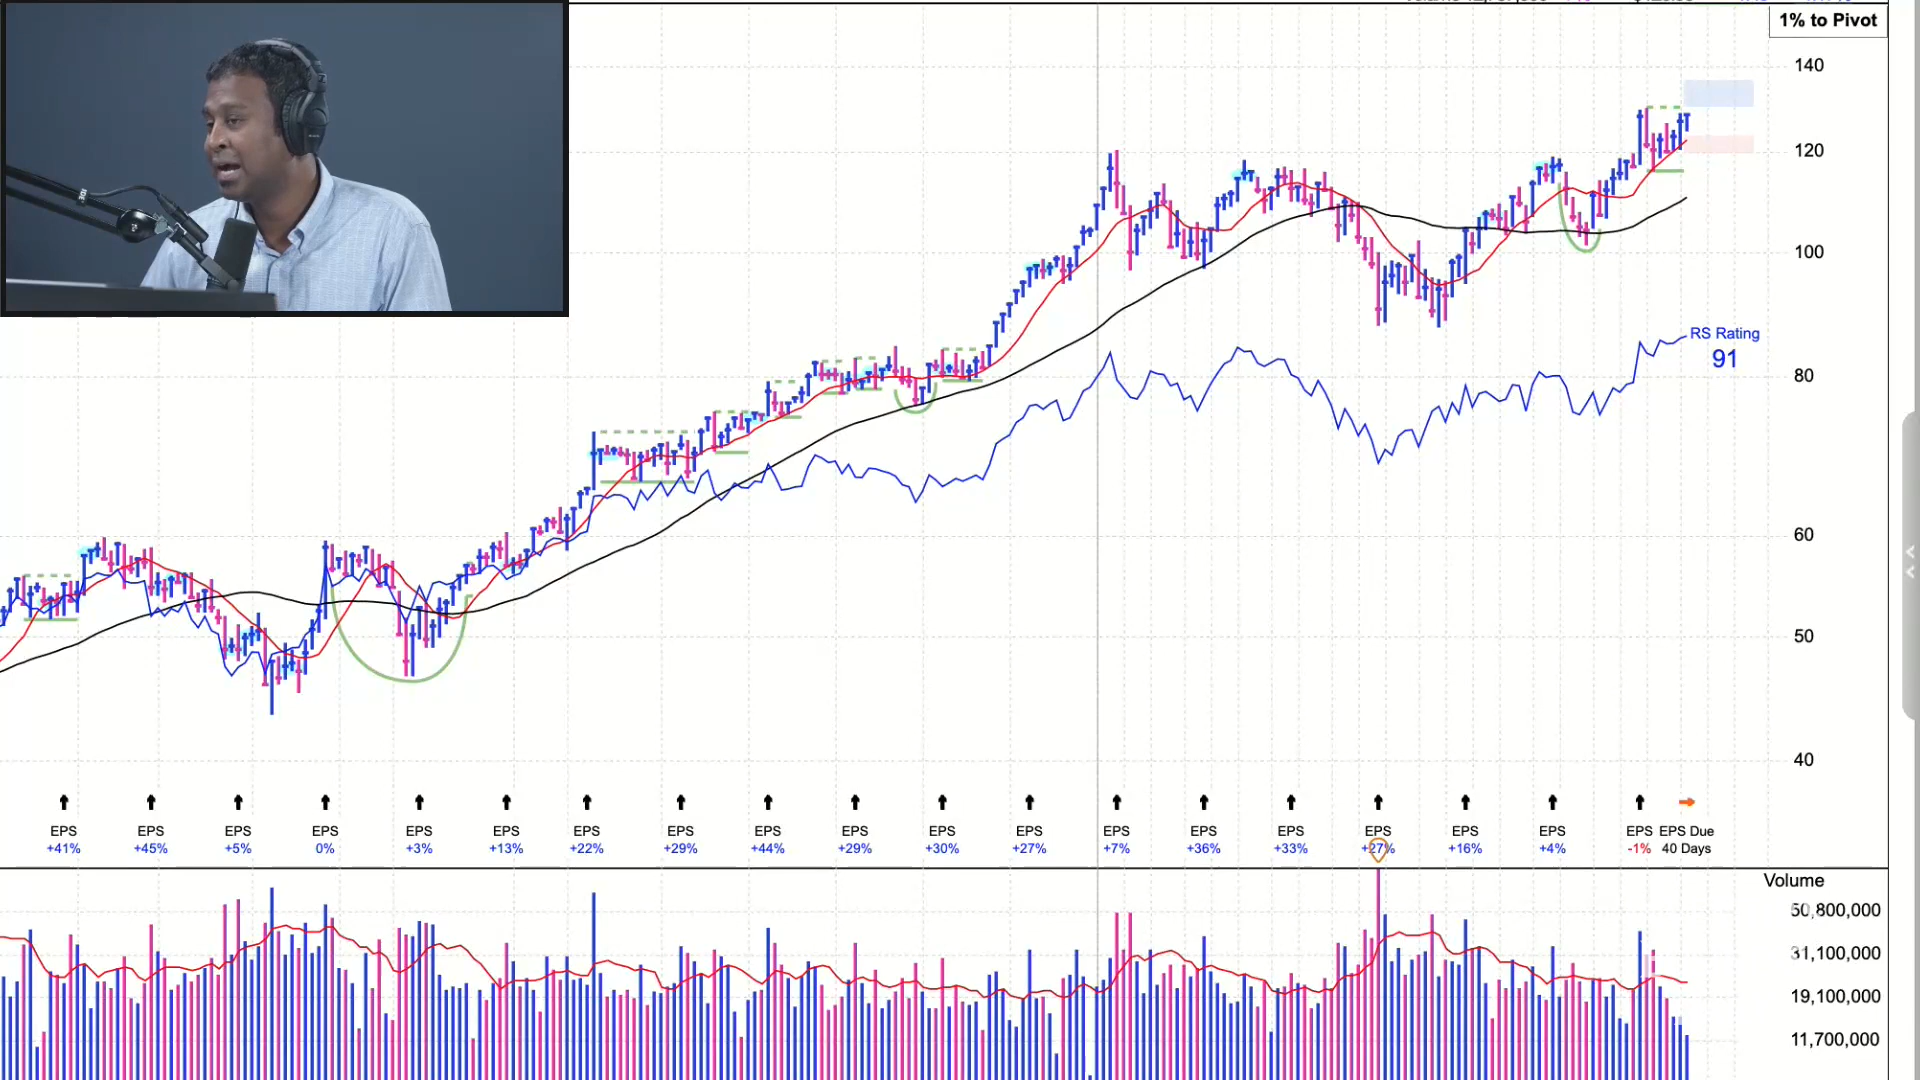 1% to Pivot
140
120
100
RS Rating
91
80
60
50
40
EPS EPS EPS EPS EPS EPS EPS EPS EPS EPS EPS EPS EPS EPS EPS EPS EPS EPS EPS EPS Due
+41% +45% +5% 0% +3% +13% +22% +29% +44% +29% +30% +27% +7% +36% +33% +27% +16% +4% -1% 40 Days
Volume
50,800,000
31,100,000
19,100,000
11,700,000